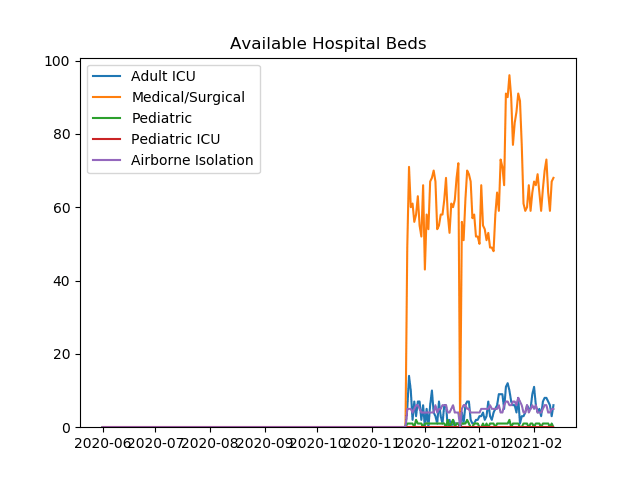 Available Hospital Beds
100
80
60
40
20
0
Adult ICU
Medical/Surgical
Pediatric
Pediatric ICU
Airborne Isolation
2020-06 2020-07 2020-08 2020-09 2020-10 2020-11 2020-12 2021-01 2021-02